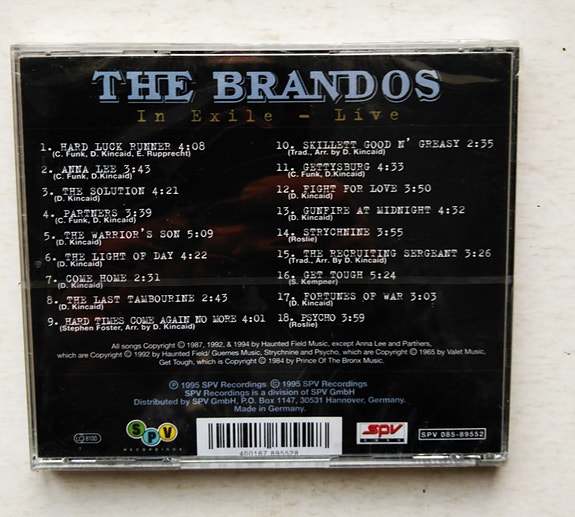 THE BRANDOS
In Exile - Live
1. HARD LUCK RUNNER 4:08
(C. Funk, D. Kincaid, E. Rupprecht)
2. ANNA LEE 3:43
(C. Funk, D. Kincaid)
3. THE SOLUTION 4:21
(D. Kincaid)
4. PARTNERS 3:39
(C. Funk, D. Kincaid)
5. THE WARRIOR'S SON 5:09
(D. Kincaid)
6. THE LIGHT OF DAY 4:22
(D. Kincaid)
7. COME HOME 2:31
(D. Kincaid)
8. THE LAST TAMBOURINE 2:43
(D. Kincaid)
9. HARD TIMES COME AGAIN NO MORE 4:01
(Stephen Foster, Arr. by D. Kincaid)
10. SKILLETT GOOD N' GREASY 2:35
(Trad., Arr. by D. Kincaid)
11. GETTYSBURG 4:33
(C. Funk, D.Kincaid)
12. FIGHT FOR LOVE 3:50
(D. Kincaid)
13. GUNFIRE AT MIDNIGHT 4:32
(D. Kincaid)
14. STRYCHNINE 3:55
(Roslie)
15. THE RECRUITING SERGEANT 3:26
(Trad., Arr. By D. Kincaid)
16. GET TOUGH 5:24
(S. Kempner)
17. FORTUNES OF WAR 3:03
(D. Kincaid)
18. PSYCHO 3:59
(Roslie)
All songs Copyright © 1987, 1992, & 1994 by Haunted Field Music, except Anna Lee and Partners,
which are Copyright © 1992 by Haunted Field/ Guernes Music, Strychnine and Psycho, which are Copyright © 1965 by Valet Music,
Get Tough, which is Copyright © 1984 by Prince Of The Bronx Music.
℗ 1995 SPV Recordings © 1995 SPV Recordings
SPV Recordings is a division of SPV GmbH
Distributed by SPV GmbH, P.O. Box 1147, 30531 Hannover, Germany.
Made in Germany.
LC 8100
SPV
RECORDINGS
4 001617 895528
SPV
SPV 085-89552